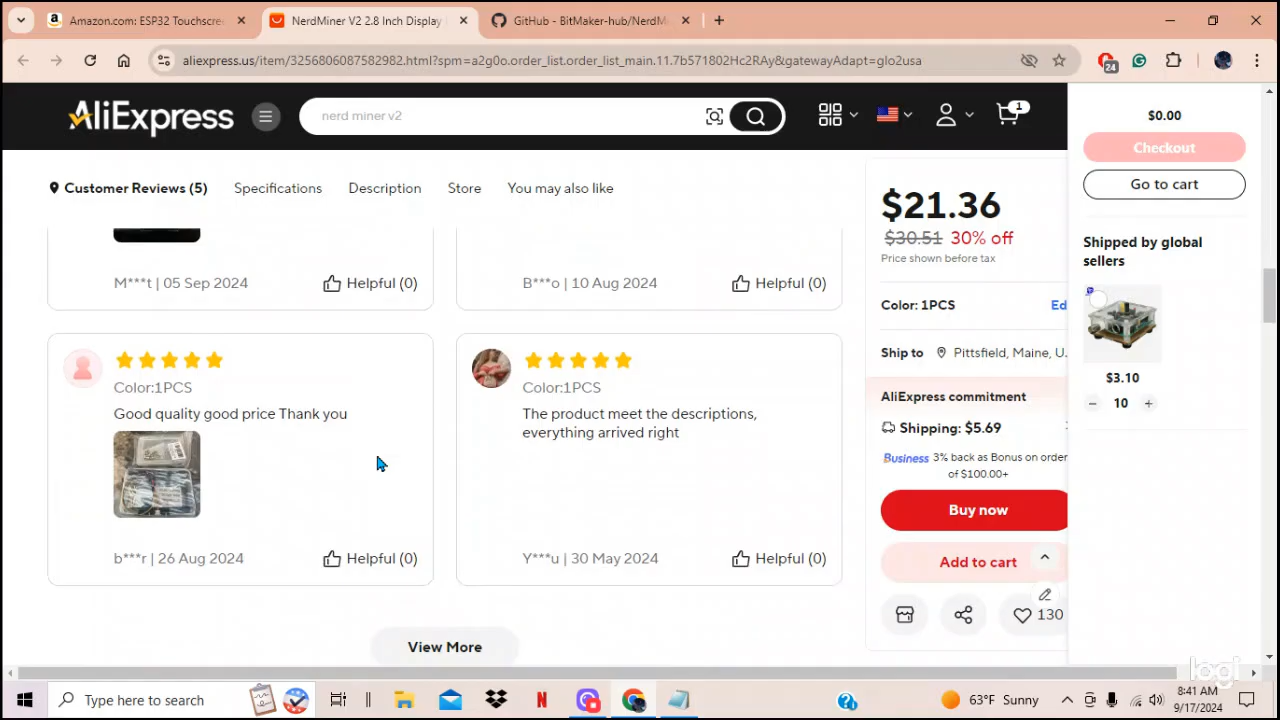 Amazon.com: ESP32 Touchscre
NerdMiner V2 2.8 Inch Display
GitHub - BitMaker-hub/NerdM
aliexpress.us/item/3256806087582982.html?spm=a2g0o.order_list.order_list_main.11.7b571802Hc2RAy&gatewayAdapt=glo2usa
24
AliExpress
nerd miner v2
1
$0.00
Checkout
Go to cart
Shipped by global
sellers
$3.10
10
Customer Reviews (5)
Specifications
Description
Store
You may also like
M***t | 05 Sep 2024
Helpful (0)
B***o | 10 Aug 2024
Helpful (0)
Color:1PCS
Good quality good price Thank you
b***r | 26 Aug 2024
Helpful (0)
Color:1PCS
The product meet the descriptions,
everything arrived right
Y***u | 30 May 2024
Helpful (0)
View More
$21.36
$30.51 30% off
Price shown before tax
Color: 1PCS
Ed
Ship to
Pittsfield, Maine, U.
AliExpress commitment
Shipping: $5.69
Business 3% back as Bonus on order
of $100.00+
Buy now
Add to cart
130
logi
Type here to search
63°F Sunny
8:41 AM
9/17/2024